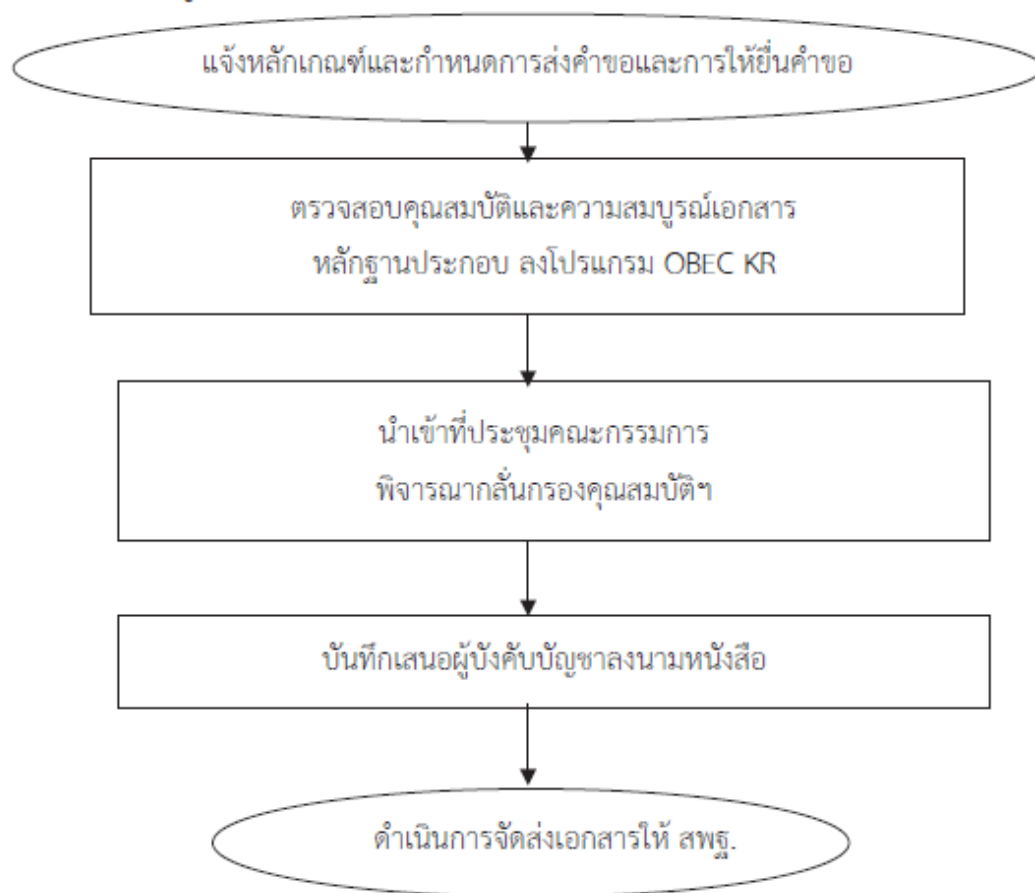 แจ้งหลักเกณฑ์และกำหนดการส่งคำขอและการให้ยื่นคำขอ
ตรวจสอบคุณสมบัติและความสมบูรณ์เอกสาร
หลักฐานประกอบ ลงโปรแกรม OBEC KR
นำเข้าที่ประชุมคณะกรรมการ
พิจารณากลั่นกรองคุณสมบัติฯ
บันทึกเสนอผู้บังคับบัญชาลงนามหนังสือ
ดำเนินการจัดส่งเอกสารให้ สพฐ.